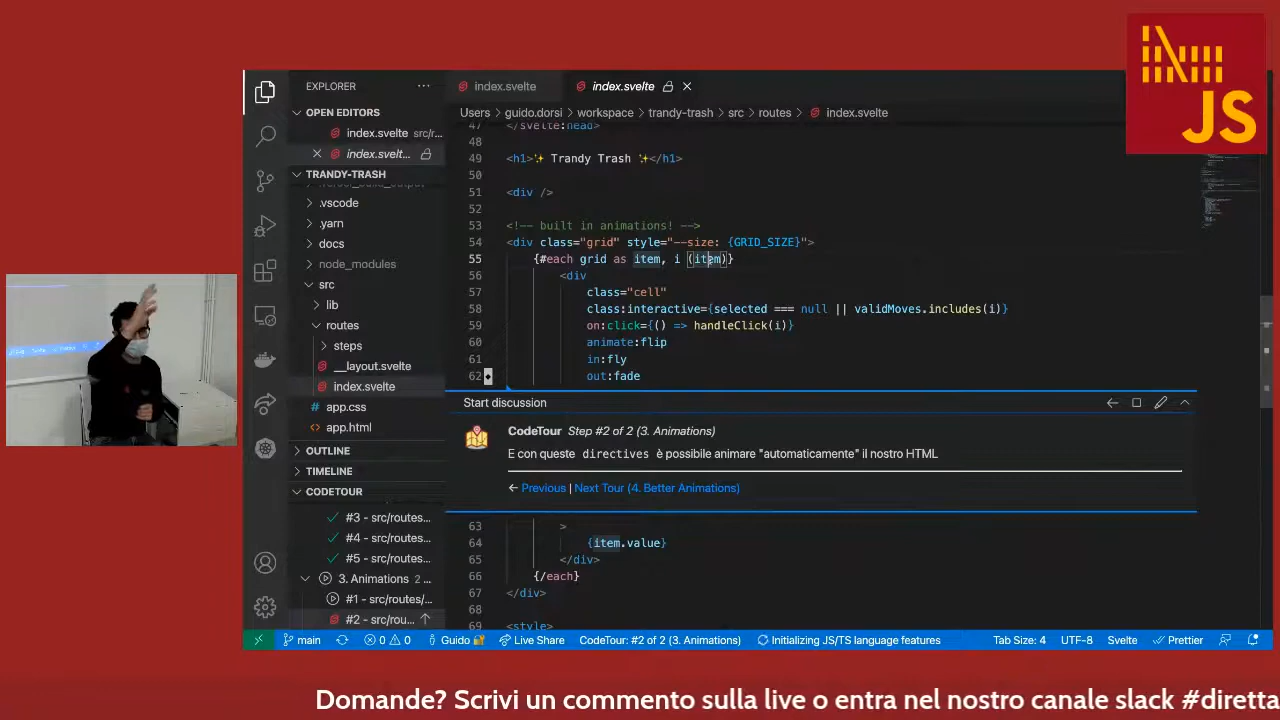 JS
EXPLORER
index.svelte
index.svelte
OPEN EDITORS
Users > guido.dorsi > workspace > trandy-trash > src > routes > index.svelte
index.svelte src/r...
index.svelt...
TRANDY-TRASH
.vscode
.yarn
docs
node_modules
src
lib
routes
steps
__layout.svelte
index.svelte
app.css
app.html
OUTLINE
TIMELINE
CODETOUR
#3 - src/routes...
#4 - src/routes...
#5 - src/routes...
3. Animations 2 ...
#1 - src/routes/...
#2 - src/rou...
47 </svelte:head>
48
49 <h1>✨ Trandy Trash ✨</h1>
50
51 <div />
52
53 <!-- built in animations! -->
54 <div class="grid" style="--size: {GRID_SIZE}">
55 {#each grid as item, i (item)}
56 <div
57 class="cell"
58 class:interactive={selected === null || validMoves.includes(i)}
59 on:click={() => handleClick(i)}
60 animate:flip
61 in:fly
62 out:fade
Start discussion
CodeTour Step #2 of 2 (3. Animations)
E con queste directives è possibile animare "automaticamente" il nostro HTML
← Previous | Next Tour (4. Better Animations)
63 >
64 {item.value}
65 </div>
66 {/each}
67 </div>
68
69 <style>
main
0 0
Guido
Live Share
CodeTour: #2 of 2 (3. Animations)
Initializing JS/TS language features
Tab Size: 4
UTF-8
Svelte
Prettier
Domande? Scrivi un commento sulla live o entra nel nostro canale slack #diretta